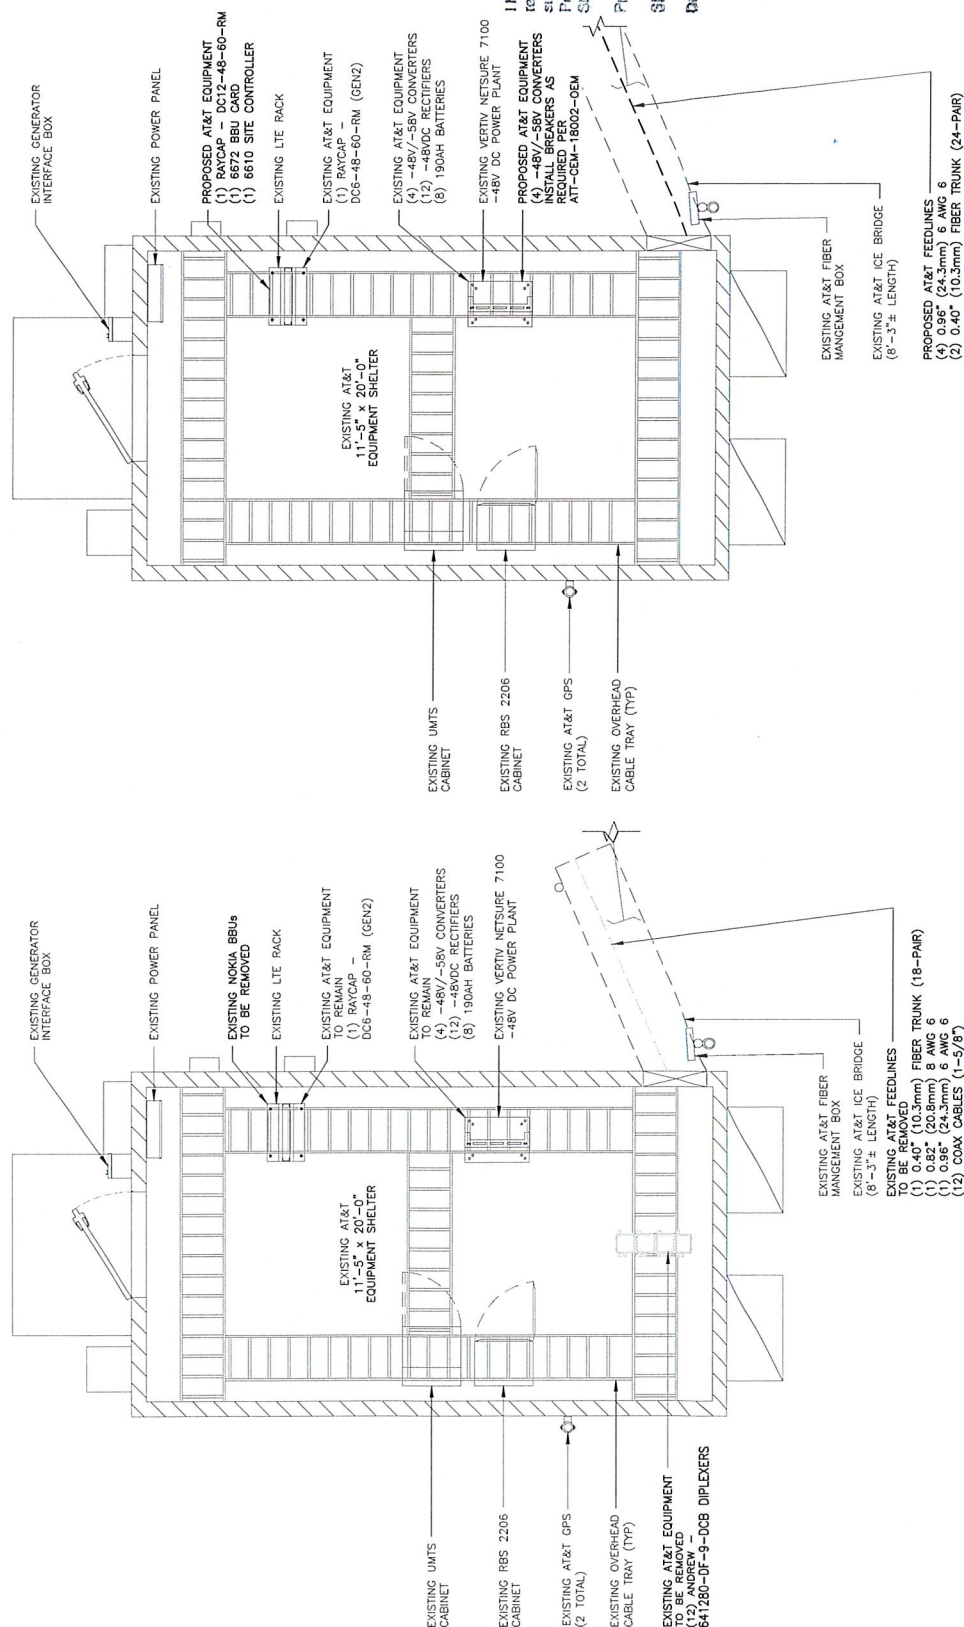 EXISTING GENERATOR
INTERFACE BOX
EXISTING POWER PANEL
EXISTING NOKIA BBUs
TO BE REMOVED
EXISTING LTE RACK
EXISTING AT&T EQUIPMENT
TO REMAIN
(1) RAYCAP –
DC6-48-60-RM (GEN2)
EXISTING AT&T EQUIPMENT
TO REMAIN
(4) -48V/-58V CONVERTERS
(12) -48VDC RECTIFIERS
(8) 190AH BATTERIES
EXISTING VERTIV NETSURE 7100
-48V DC POWER PLANT
EXISTING AT&T
11'-5" x 20'-0"
EQUIPMENT SHELTER
EXISTING UMTS
CABINET
EXISTING RBS 2206
CABINET
EXISTING AT&T GPS
(2 TOTAL)
EXISTING OVERHEAD
CABLE TRAY (TYP)
EXISTING AT&T EQUIPMENT
TO BE REMOVED
(12) ANDREW –
641280-DF-9-DCB DIPLEXERS
EXISTING AT&T FIBER
MANGEMENT BOX
EXISTING AT&T ICE BRIDGE
(8'-3"± LENGTH)
EXISTING AT&T FEEDLINES
TO BE REMOVED
(1) 0.40" (10.3mm) FIBER TRUNK (18-PAIR)
(1) 0.82" (20.8mm) 8 AWG 6
(1) 0.96" (24.3mm) 6 AWG 6
(12) COAX CABLES (1-5/8")
EXISTING GENERATOR
INTERFACE BOX
EXISTING POWER PANEL
PROPOSED AT&T EQUIPMENT
(1) RAYCAP - DC12-48-60-RM
(1) 6672 BBU CARD
(1) 6610 SITE CONTROLLER
EXISTING LTE RACK
EXISTING AT&T EQUIPMENT
(1) RAYCAP –
DC6-48-60-RM (GEN2)
EXISTING AT&T EQUIPMENT
(4) -48V/-58V CONVERTERS
(12) -48VDC RECTIFIERS
(8) 190AH BATTERIES
EXISTING VERTIV NETSURE 7100
-48V DC POWER PLANT
PROPOSED AT&T EQUIPMENT
(4) -48V/-58V CONVERTERS
INSTALL BREAKERS AS
REQUIRED PER
ATT-CEM-18002-OEM
EXISTING AT&T
11'-5" x 20'-0"
EQUIPMENT SHELTER
EXISTING UMTS
CABINET
EXISTING RBS 2206
CABINET
EXISTING AT&T GPS
(2 TOTAL)
EXISTING OVERHEAD
CABLE TRAY (TYP)
EXISTING AT&T FIBER
MANGEMENT BOX
EXISTING AT&T ICE BRIDGE
(8'-3"± LENGTH)
PROPOSED AT&T FEEDLINES
(4) 0.96" (24.3mm) 6 AWG 6
(2) 0.40" (10.3mm) FIBER TRUNK (24-PAIR)